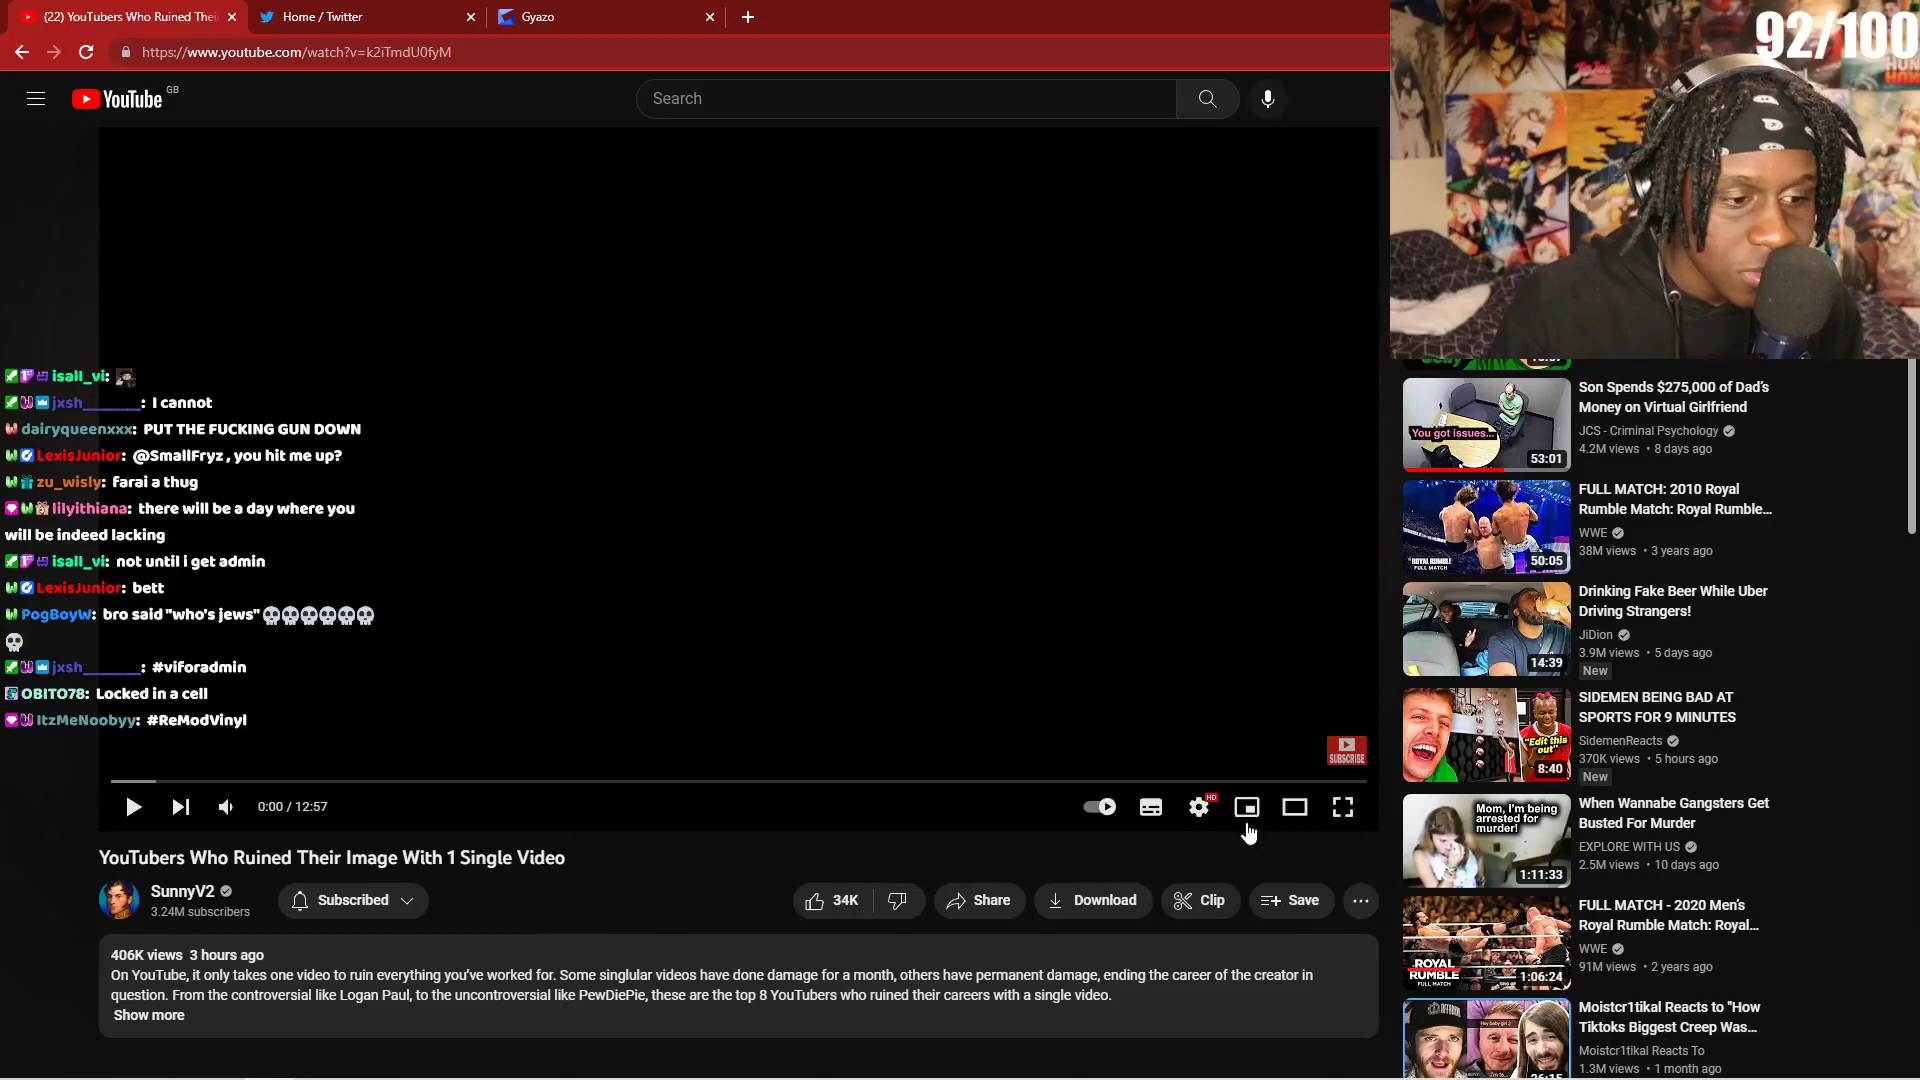 (22) YouTubers Who Ruined Thei
Home / Twitter
Gyazo
https://www.youtube.com/watch?v=k2iTmdU0fyM
92/100
YouTube GB
Search
isall_vi:
jxsh_______: I cannot
dairyqueenxxx: PUT THE FUCKING GUN DOWN
LexisJunior: @SmallFryz , you hit me up?
zu_wisly: farai a thug
lilyithiana: there will be a day where you
will be indeed lacking
isall_vi: not until i get admin
LexisJunior: bett
PogBoyW: bro said "who's jews" 💀💀💀💀💀💀
💀
jxsh_______: #viforadmin
OBITO78: Locked in a cell
ItzMeNoobyy: #ReModVinyl
SUBSCRIBE
0:00 / 12:57
HD
YouTubers Who Ruined Their Image With 1 Single Video
SunnyV2
3.24M subscribers
Subscribed
34K
Share
Download
Clip
Save
406K views 3 hours ago
On YouTube, it only takes one video to ruin everything you've worked for. Some singlular videos have done damage for a month, others have permanent damage, ending the career of the creator in
question. From the controversial like Logan Paul, to the uncontroversial like PewDiePie, these are the top 8 YouTubers who ruined their careers with a single video.
Show more
You got issues...
53:01
Son Spends $275,000 of Dad's
Money on Virtual Girlfriend
JCS - Criminal Psychology
4.2M views • 8 days ago
ROYAL RUMBLE
FULL MATCH
50:05
FULL MATCH: 2010 Royal
Rumble Match: Royal Rumble...
WWE
38M views • 3 years ago
14:39
Drinking Fake Beer While Uber
Driving Strangers!
JiDion
3.9M views • 5 days ago
New
"Edit this
out"
8:40
SIDEMEN BEING BAD AT
SPORTS FOR 9 MINUTES
SidemenReacts
370K views • 5 hours ago
New
Mom, I'm being
arrested for
murder!
1:11:33
When Wannabe Gangsters Get
Busted For Murder
EXPLORE WITH US
2.5M views • 10 days ago
ROYAL
RUMBLE
FULL MATCH
1:06:24
FULL MATCH - 2020 Men's
Royal Rumble Match: Royal...
WWE
91M views • 2 years ago
Hey baby girl :)
26:15
Moistcr1tikal Reacts to "How
Tiktoks Biggest Creep Was...
Moistcr1tikal Reacts To
1.3M views • 1 month ago